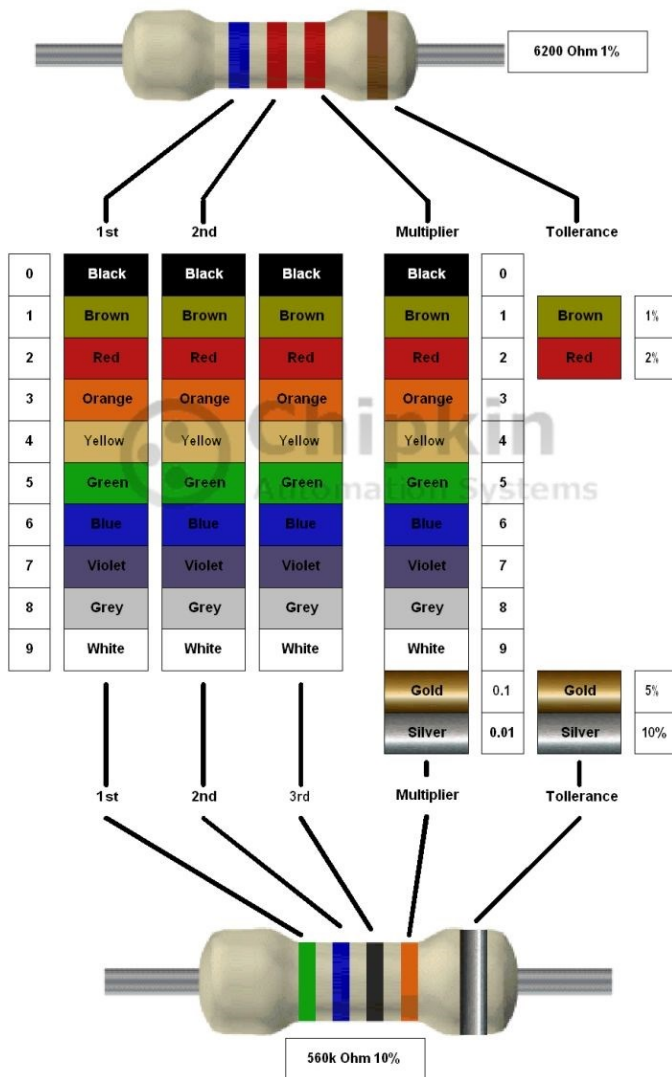 6200 Ohm 1%
1st 2nd Multiplier Tollerance
0 Black Black Black Black 0
1 Brown Brown Brown Brown 1 Brown 1%
2 Red Red Red Red 2 Red 2%
3 Orange Orange Orange Orange 3
4 Yellow Yellow Yellow Yellow 4
Chipkin
5 Green Green Green Green 5
Automation Systems
6 Blue Blue Blue Blue 6
7 Violet Violet Violet Violet 7
8 Grey Grey Grey Grey 8
9 White White White White 9
Gold 0.1 Gold 5%
Silver 0.01 Silver 10%
1st 2nd 3rd Multiplier Tollerance
560k Ohm 10%